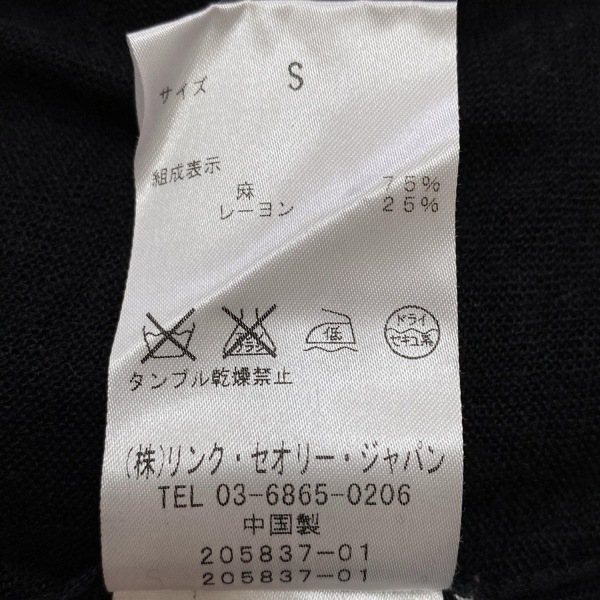 サイズ S
組成表示
麻 75%
レーヨン 25%
低 ドライ
セキユ系
タンブル乾燥禁止
(株)リンク・セオリー・ジャパン
TEL 03-6865-0206
中国製
205837-01
205837-01